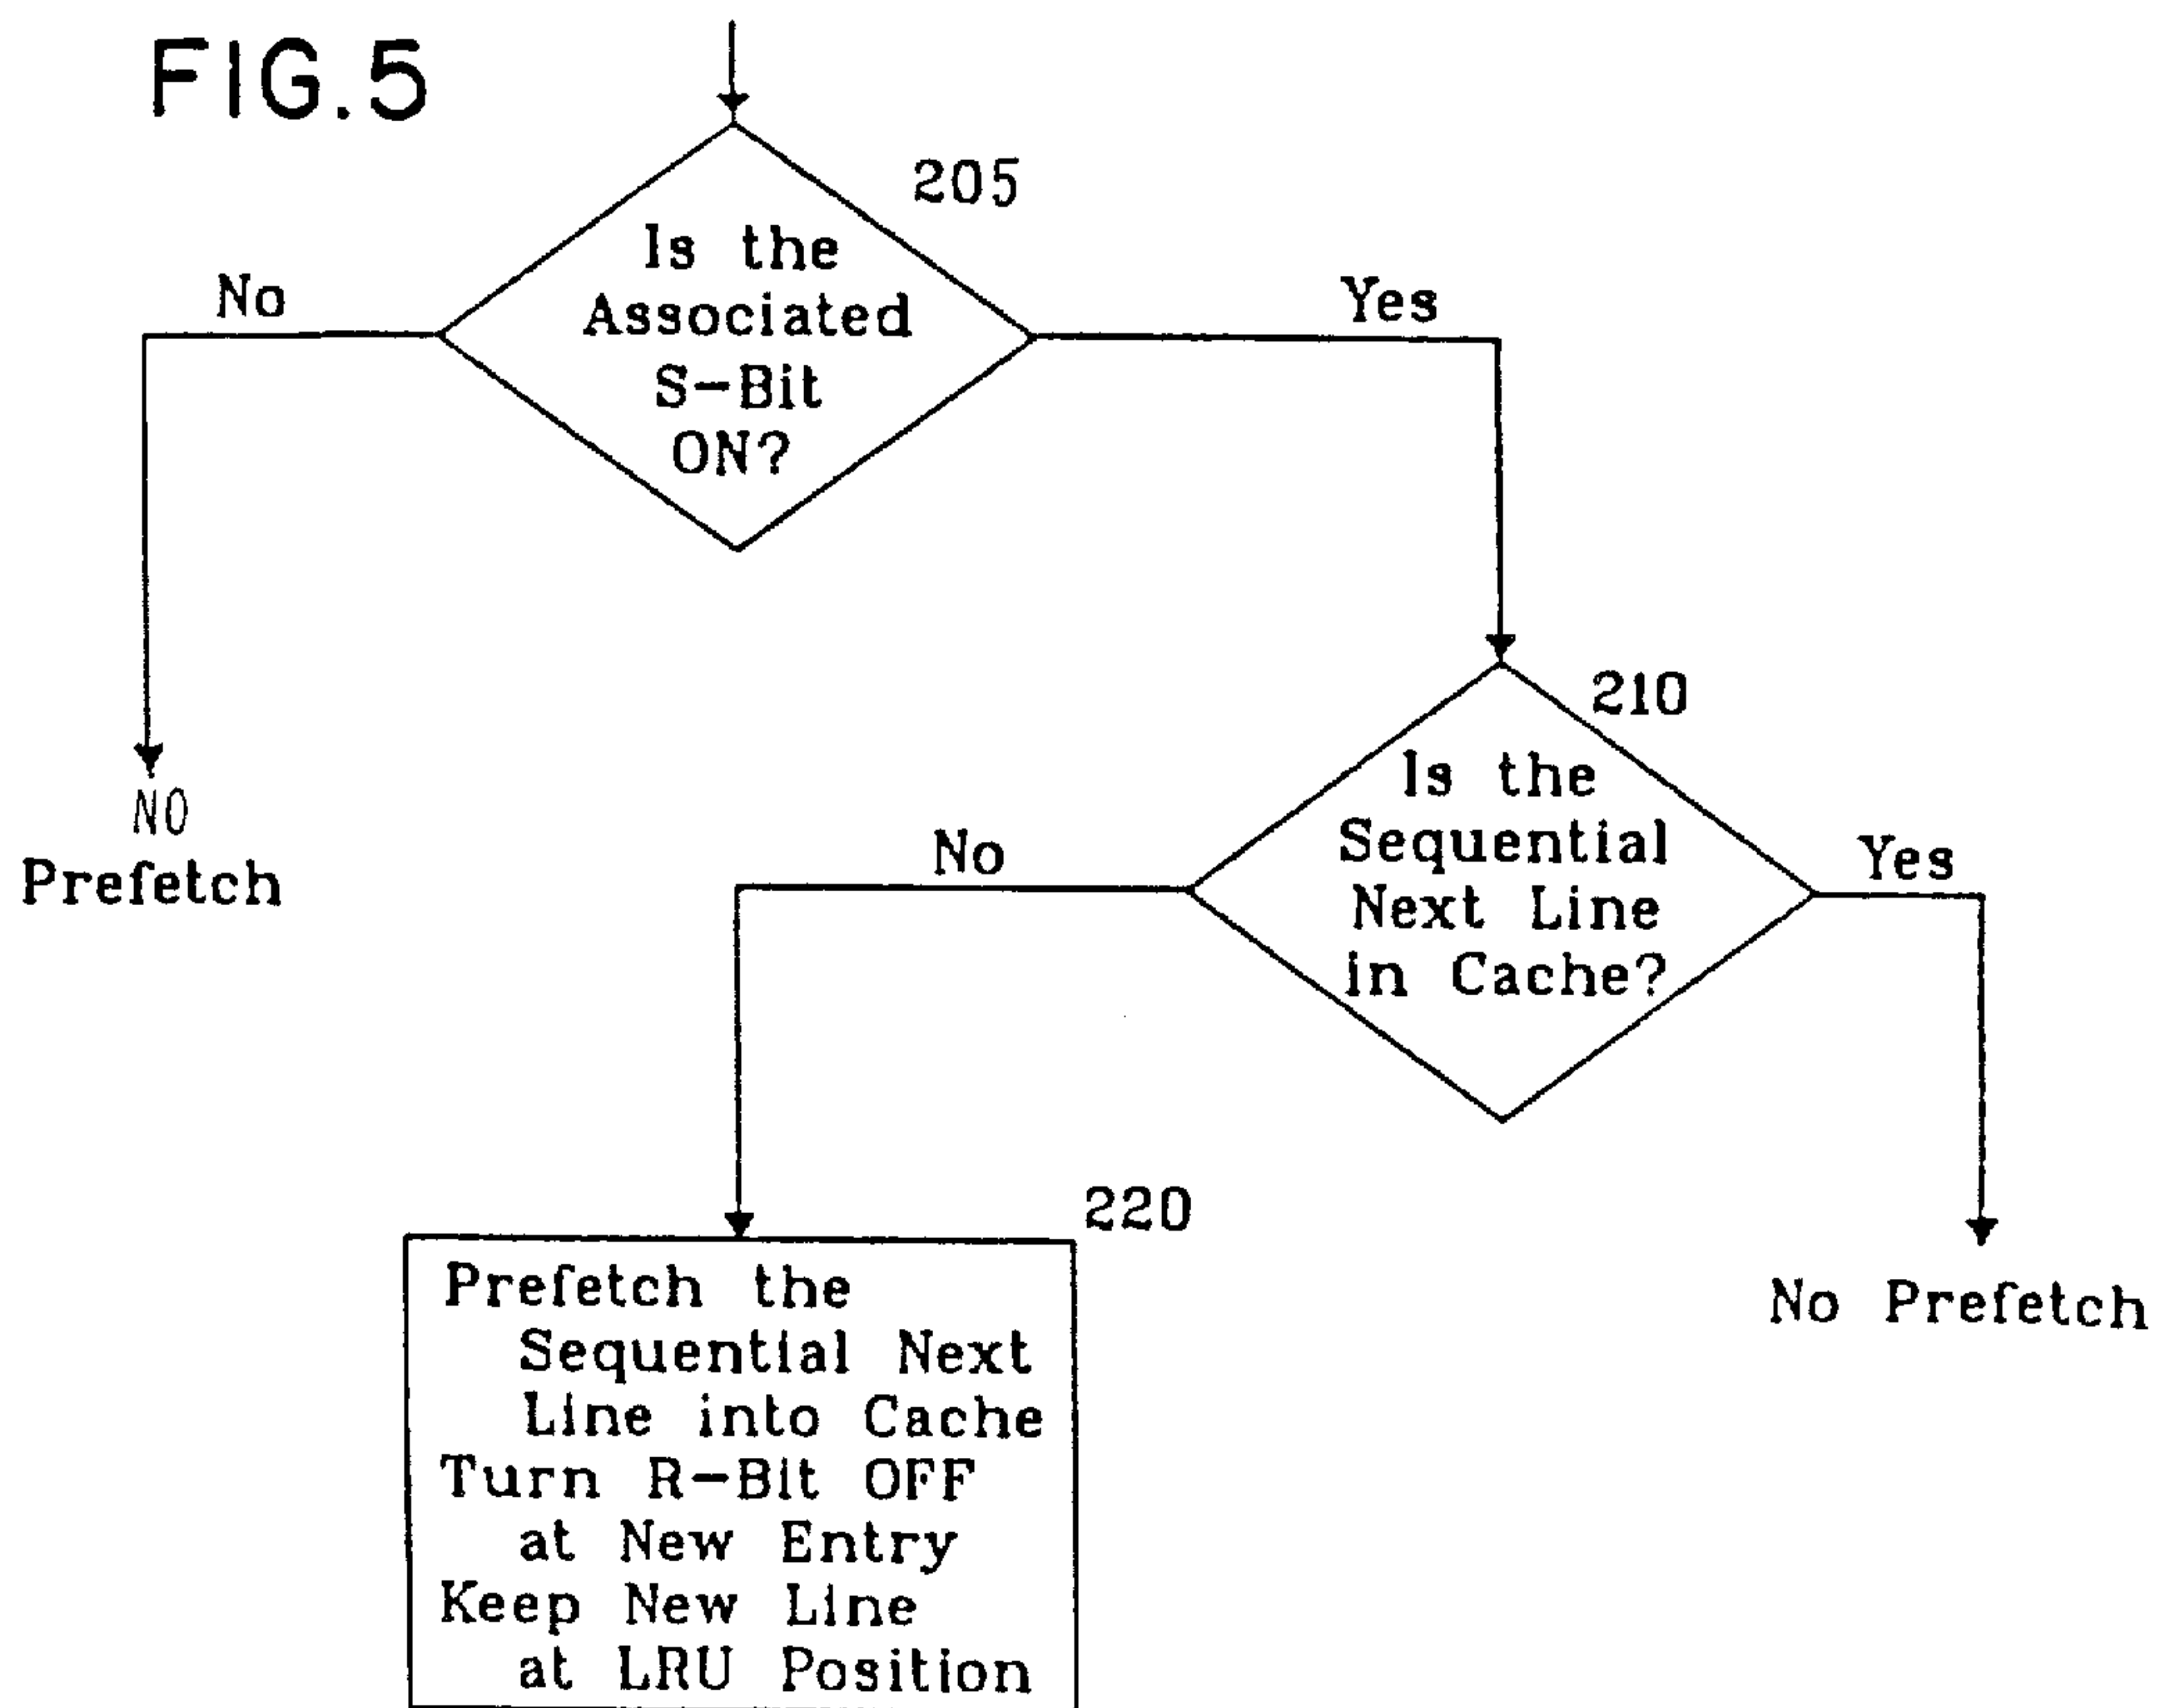 FIG.5
205
Is the
Associated
S-Bit
ON?
No
Yes
NO
Prefetch
210
Is the
Sequential
Next Line
in Cache?
No
Yes
220
Prefetch the
Sequential Next
Line into Cache
Turn R-Bit OFF
at New Entry
Keep New Line
at LRU Position
No Prefetch